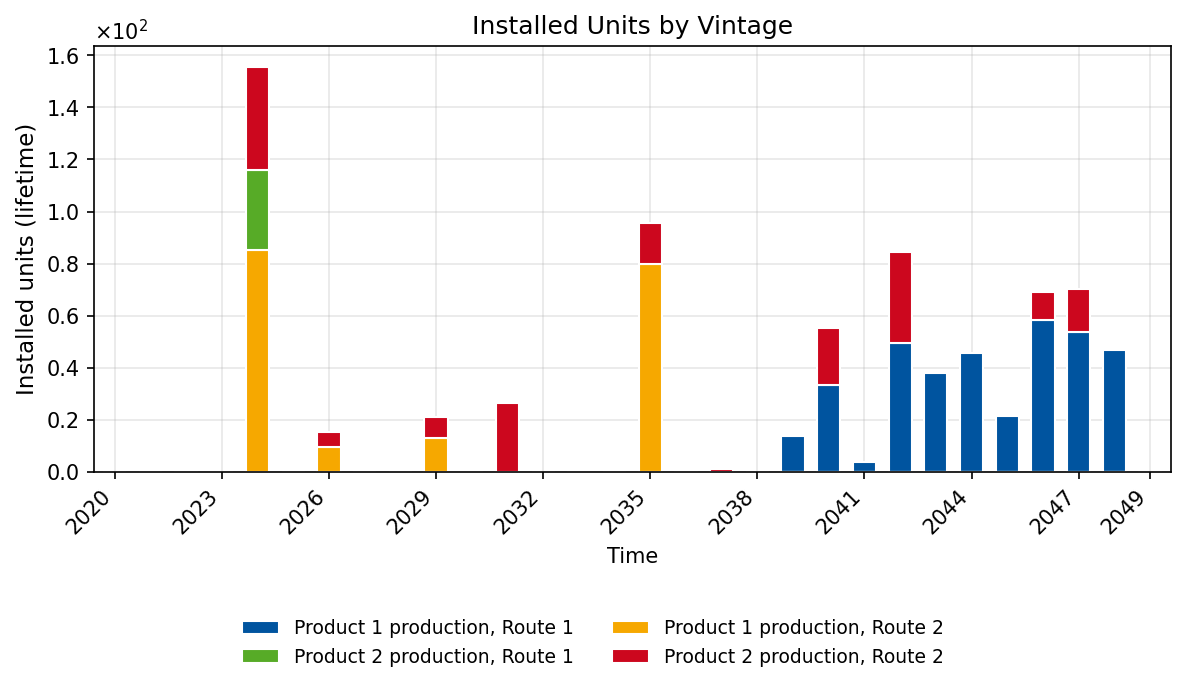 Installed Units by Vintage
×10²
Installed units (lifetime)
1.6
1.4
1.2
1.0
0.8
0.6
0.4
0.2
0.0
2020 2023 2026 2029 2032 2035 2038 2041 2044 2047 2049
Time
Product 1 production, Route 1 Product 1 production, Route 2
Product 2 production, Route 1 Product 2 production, Route 2